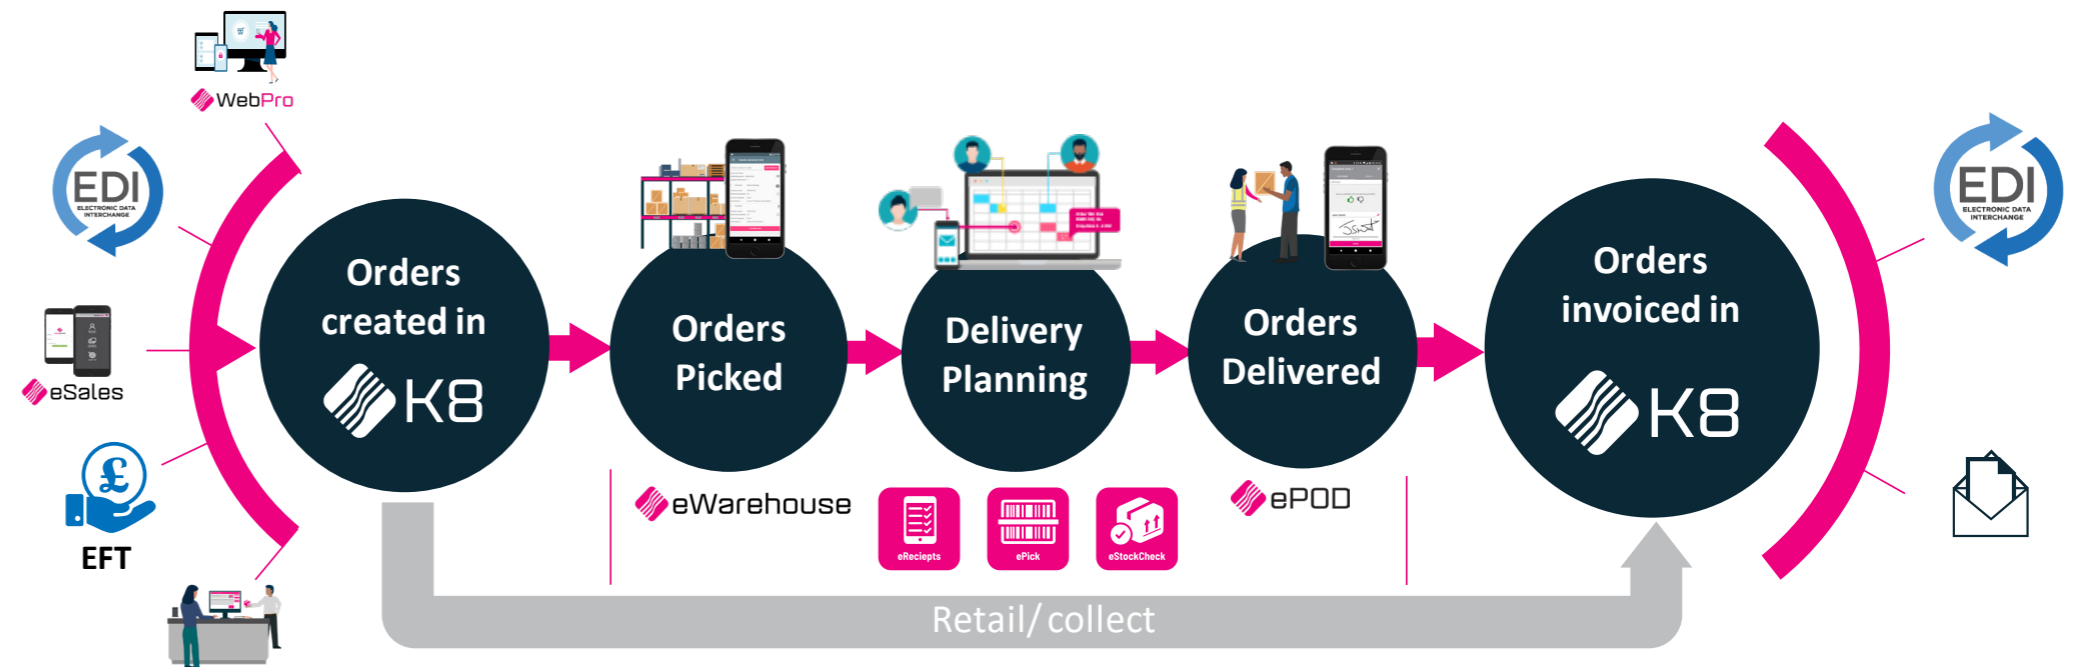 WebPro
EDI
ELECTRONIC DATA
INTERCHANGE
eSales
£
EFT
Orders
created in
K8
Orders
Picked
Delivery
Planning
Orders
Delivered
Orders
invoiced in
K8
eWarehouse
eReciepts
ePick
eStockCheck
ePOD
Retail/ collect
EDI
ELECTRONIC DATA
INTERCHANGE